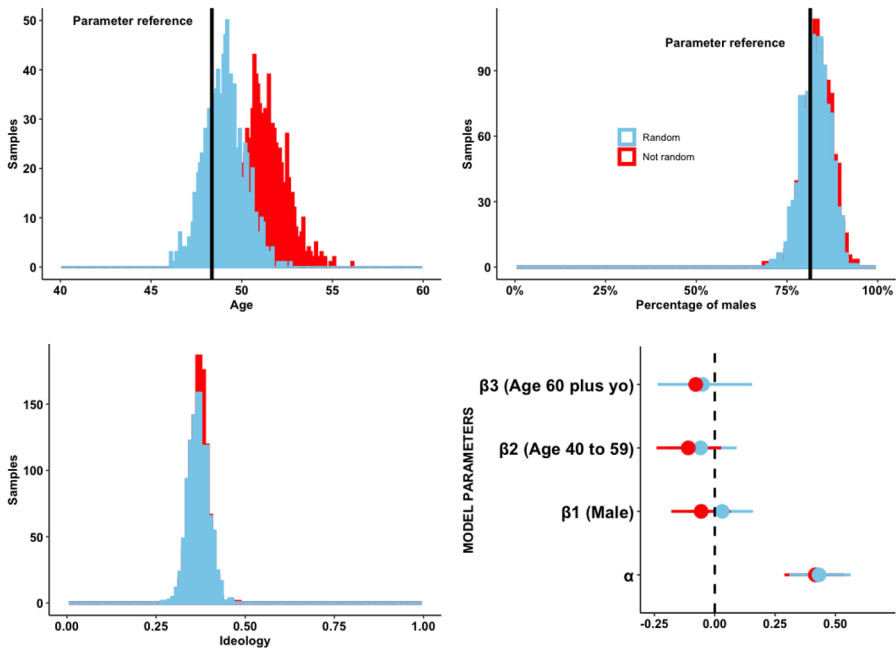 Parameter reference
50
40
30
20
10
0
Samples
40
45
50
55
60
Age
Parameter reference
90
60
30
0
Samples
Random
Not random
0%
25%
50%
75%
100%
Percentage of males
150
100
50
0
Samples
0.00
0.25
0.50
0.75
1.00
Ideology
MODEL PARAMETERS
β3 (Age 60 plus yo)
β2 (Age 40 to 59)
β1 (Male)
α
-0.25
0.00
0.25
0.50